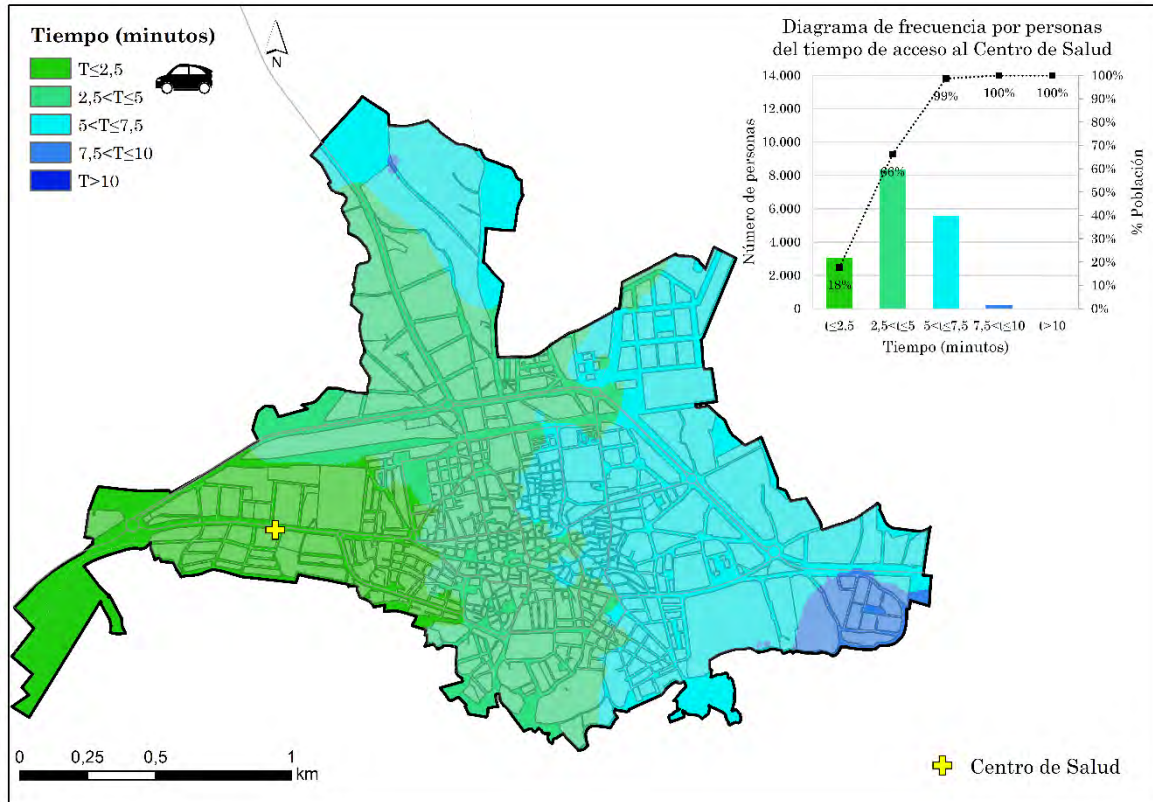 Tiempo (minutos)
T≤2,5
2,5<T≤5
5<T≤7,5
7,5<T≤10
T>10
N
Diagrama de frecuencia por personas
del tiempo de acceso al Centro de Salud
Número de personas
14.000
12.000
10.000
8.000
6.000
4.000
2.000
0
18%
66%
99%
100%
100%
100%
90%
80%
70%
60%
50%
40%
30%
20%
10%
0%
% Población
t≤2,5
2,5<t≤5
5<t≤7,5
7,5<t≤10
t>10
Tiempo (minutos)
0
0,25
0,5
1
km
Centro de Salud